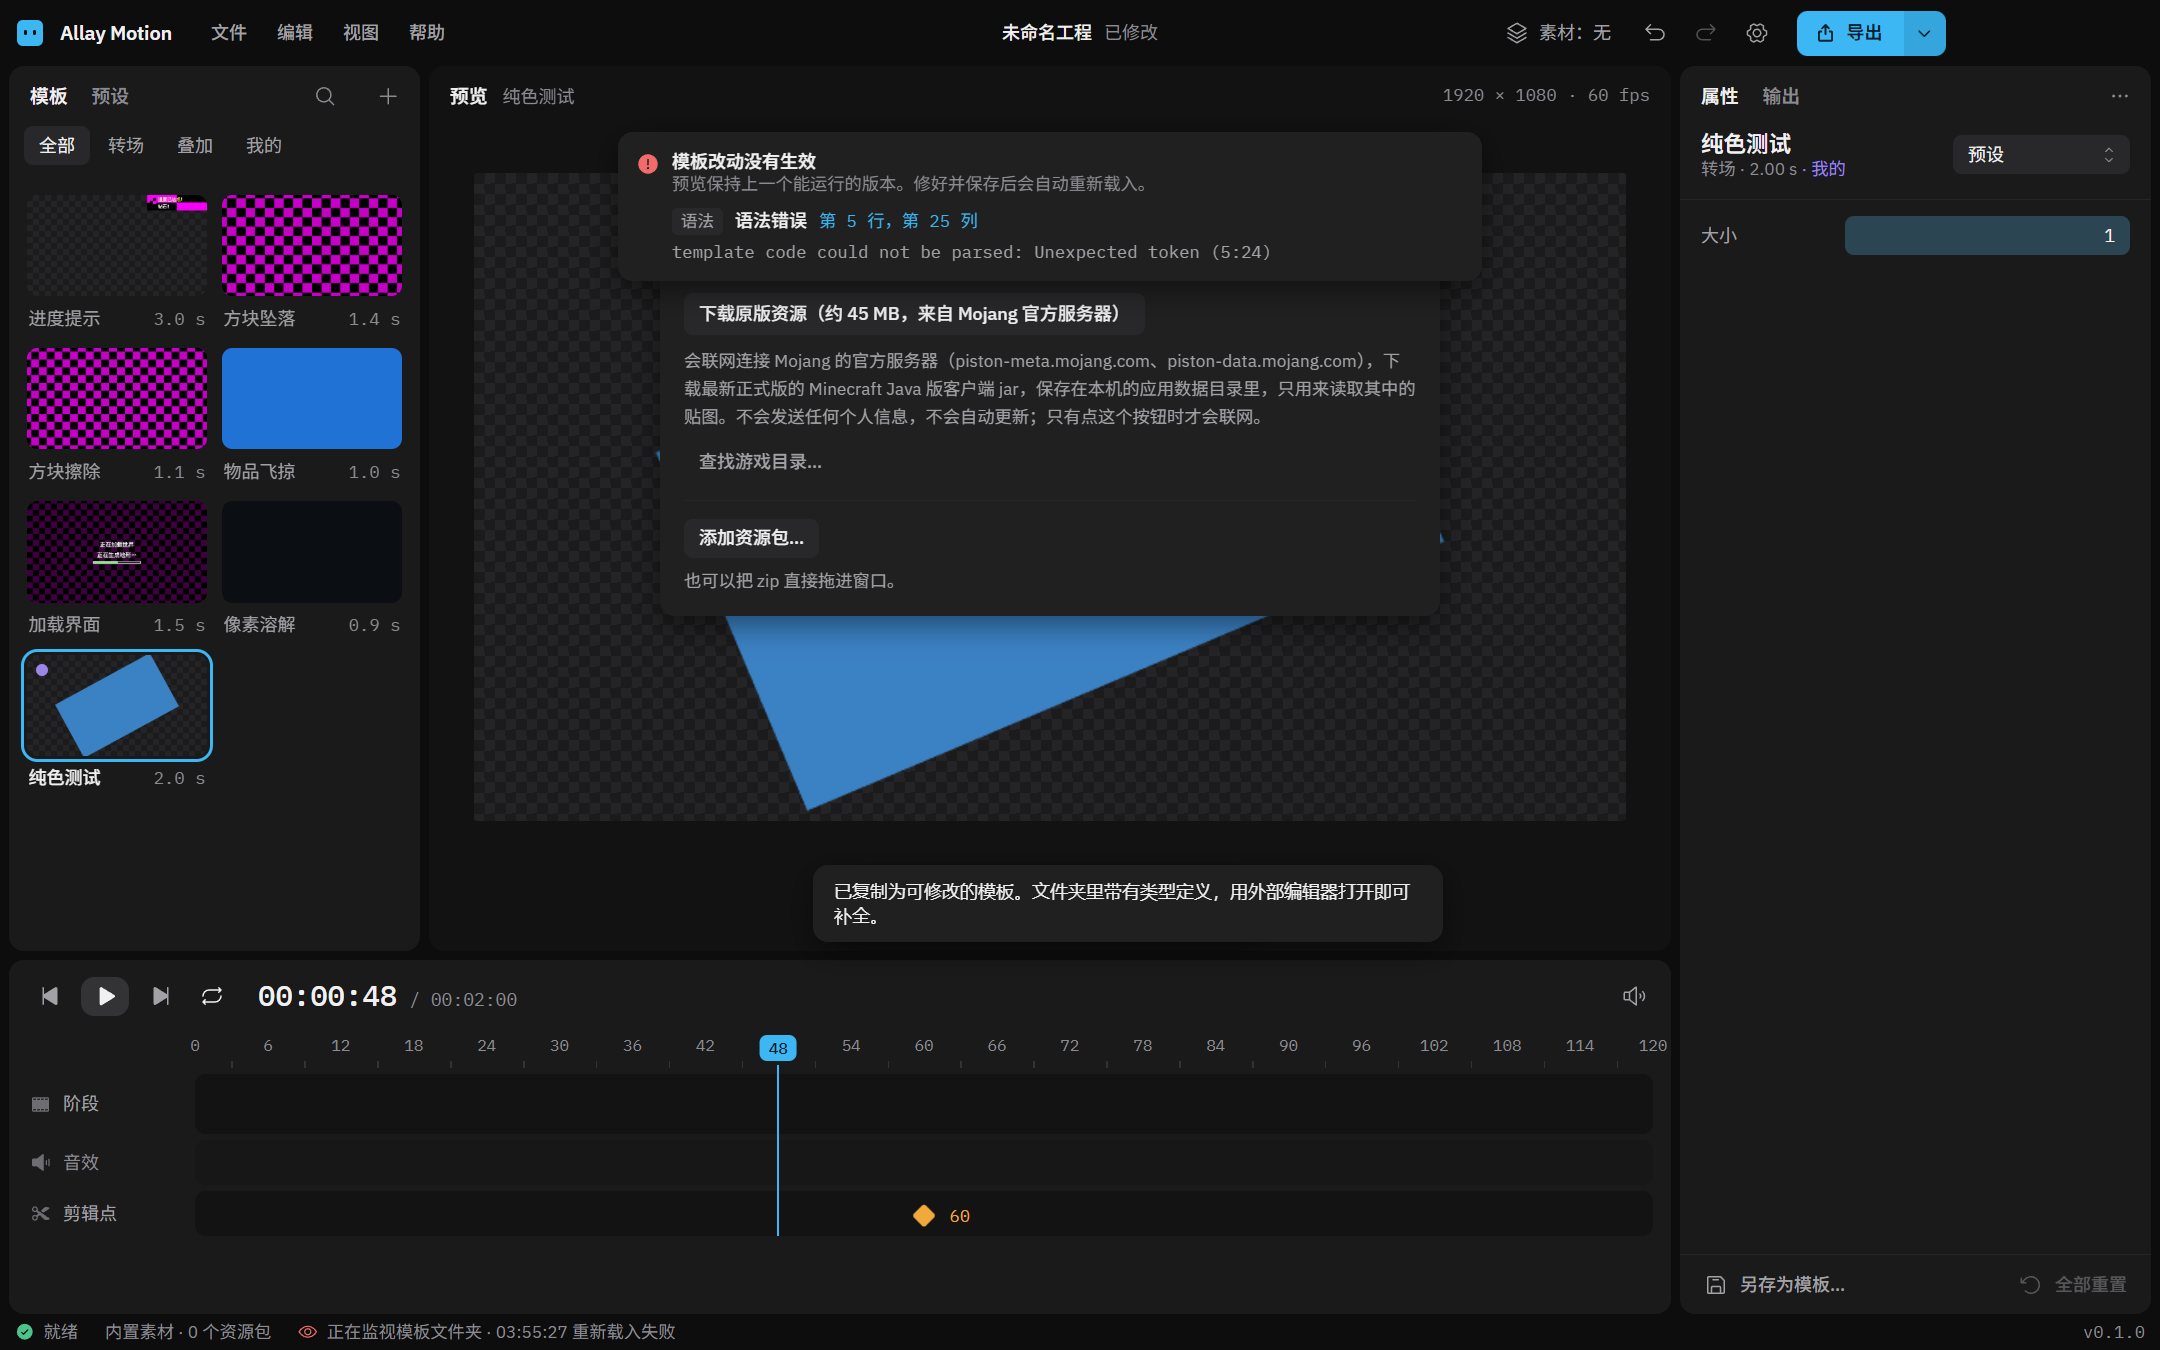 Allay Motion 文件 编辑 视图 帮助
未命名工程 已修改
素材：无
导出
模板 预设
全部 转场 叠加 我的
进度提示 3.0 s
方块坠落 1.4 s
方块擦除 1.1 s
物品飞掠 1.0 s
正在加载世界
加载界面 1.5 s
像素溶解 0.9 s
纯色测试 2.0 s
预览 纯色测试
1920 × 1080 · 60 fps
模板改动没有生效
预览保持上一个能运行的版本。修好并保存后会自动重新载入。
语法 语法错误 第 5 行，第 25 列
template code could not be parsed: Unexpected token (5:24)
下载原版资源（约 45 MB，来自 Mojang 官方服务器）
会联网连接 Mojang 的官方服务器（piston-meta.mojang.com、piston-data.mojang.com），下
载最新正式版的 Minecraft Java 版客户端 jar，保存在本机的应用数据目录里，只用来读取其中的
贴图。不会发送任何个人信息，不会自动更新；只有点这个按钮时才会联网。
查找游戏目录...
添加资源包...
也可以把 zip 直接拖进窗口。
已复制为可修改的模板。文件夹里带有类型定义，用外部编辑器打开即可
补全。
属性 输出
纯色测试
转场 · 2.00 s · 我的
预设
大小 1
00:00:48 / 00:02:00
0 6 12 18 24 30 36 42 48 54 60 66 72 78 84 90 96 102 108 114 120
阶段
音效
剪辑点 60
另存为模板... 全部重置
就绪 内置素材 · 0 个资源包 正在监视模板文件夹 · 03:55:27 重新载入失败
v0.1.0